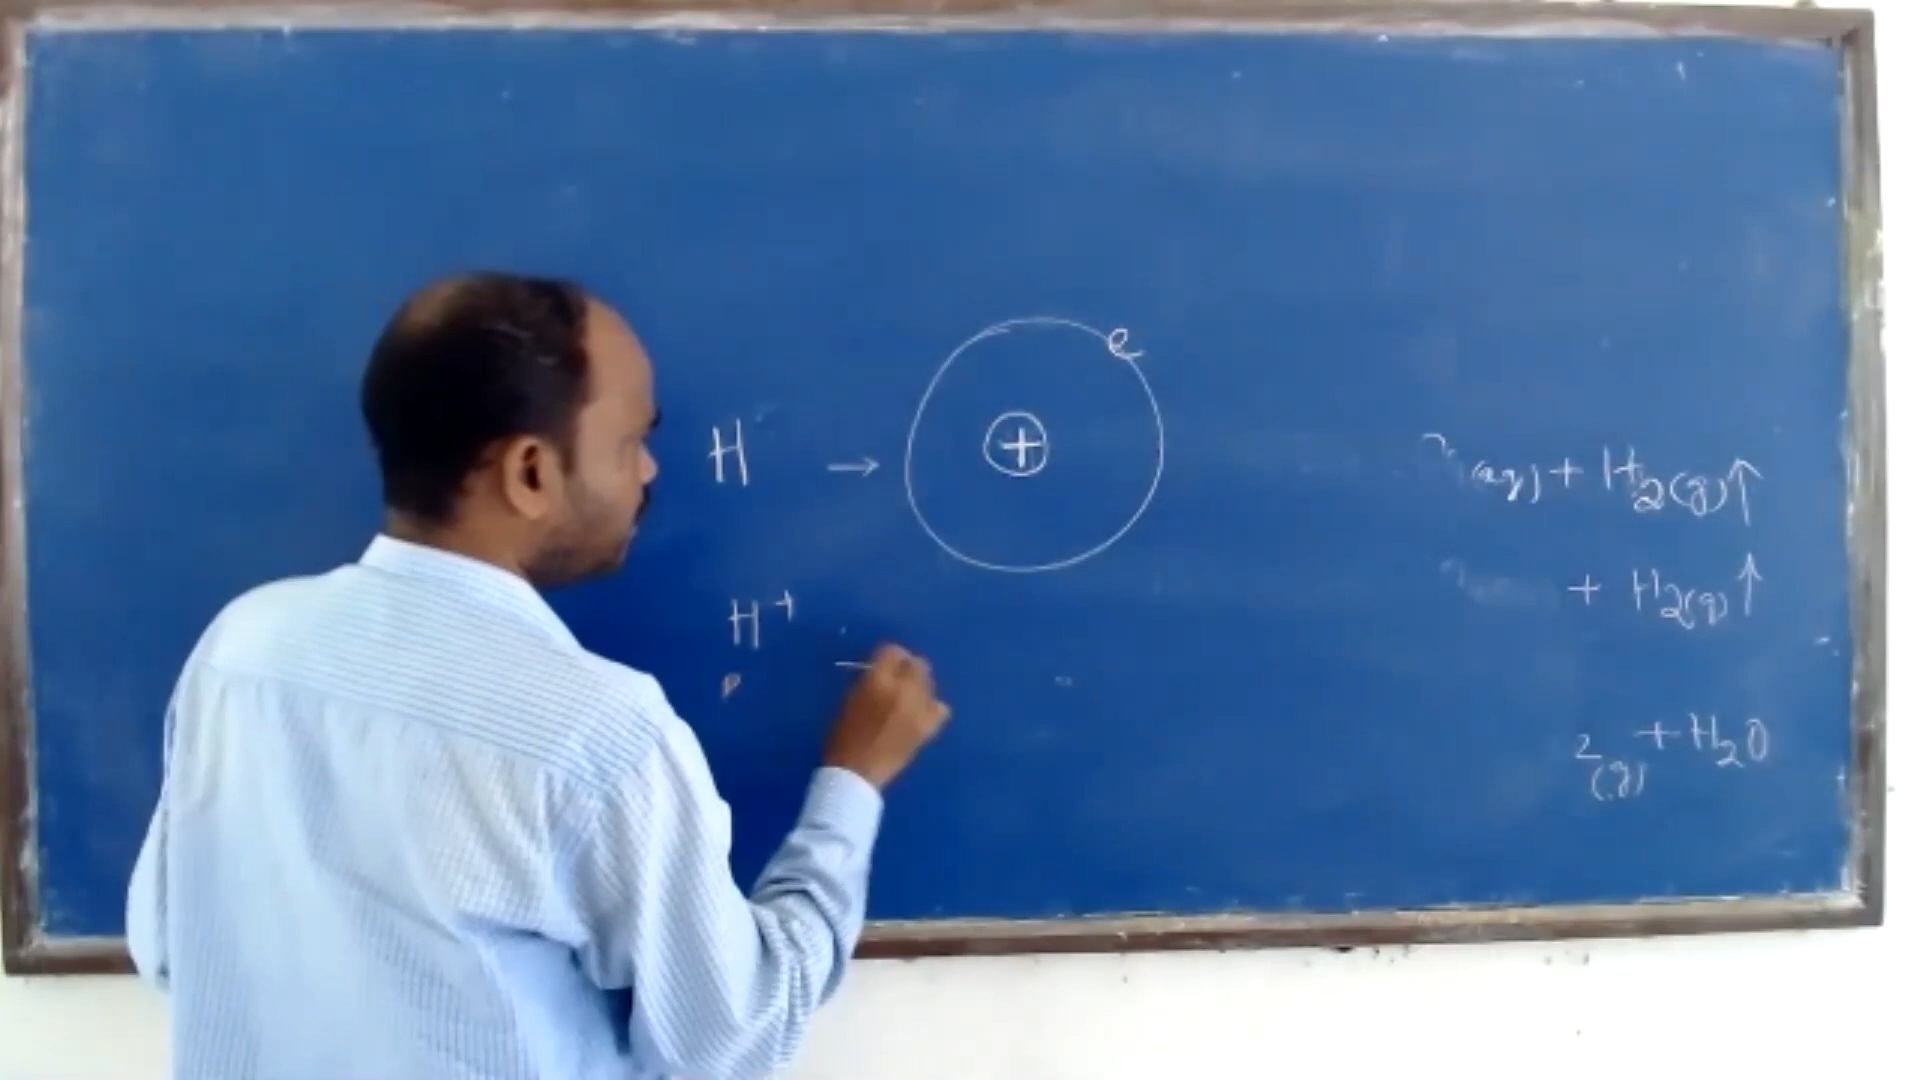 H → + e
(aq) + H2(g)↑
H+
+ H2(g)↑
2(g) + H2O